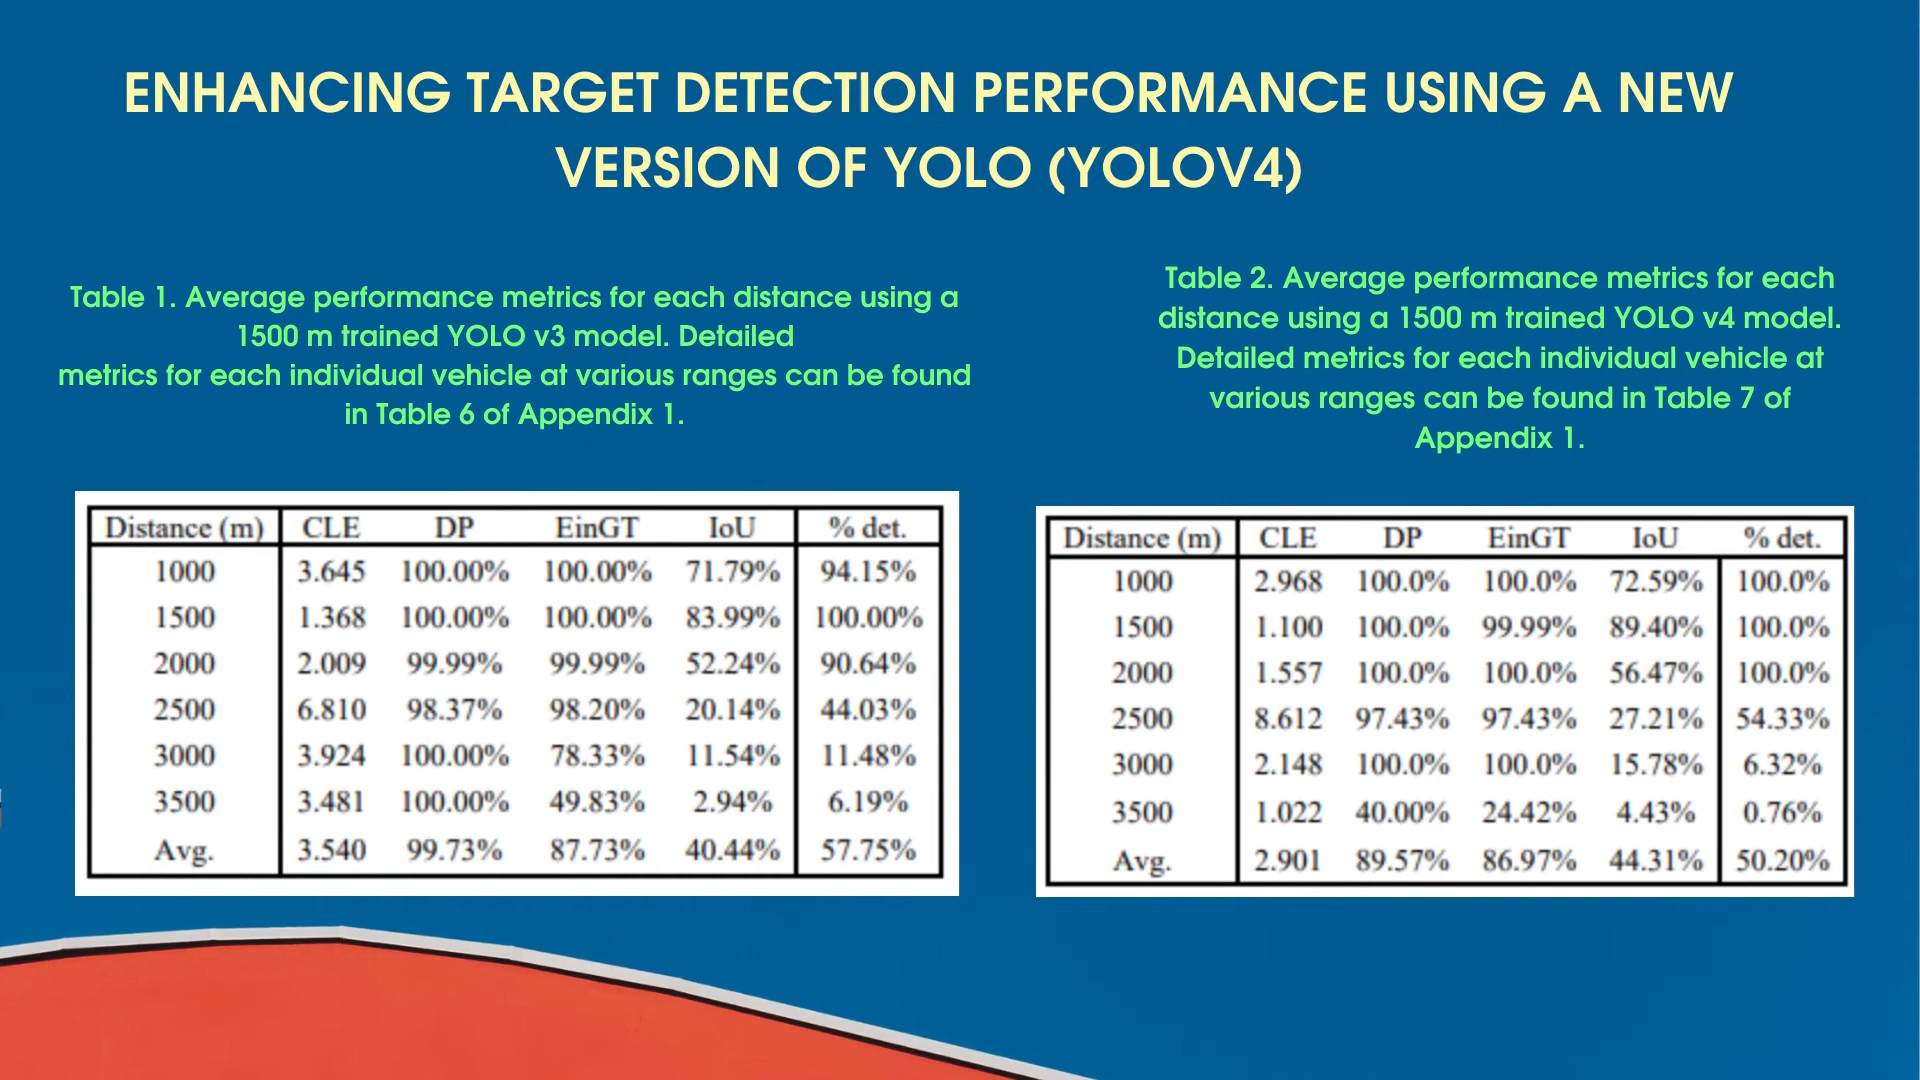 ENHANCING TARGET DETECTION PERFORMANCE USING A NEW
VERSION OF YOLO (YOLOV4)
Table 1. Average performance metrics for each distance using a
1500 m trained YOLO v3 model. Detailed
metrics for each individual vehicle at various ranges can be found
in Table 6 of Appendix 1.
Distance (m) CLE DP EinGT IoU % det.
1000 3.645 100.00% 100.00% 71.79% 94.15%
1500 1.368 100.00% 100.00% 83.99% 100.00%
2000 2.009 99.99% 99.99% 52.24% 90.64%
2500 6.810 98.37% 98.20% 20.14% 44.03%
3000 3.924 100.00% 78.33% 11.54% 11.48%
3500 3.481 100.00% 49.83% 2.94% 6.19%
Avg. 3.540 99.73% 87.73% 40.44% 57.75%
Table 2. Average performance metrics for each
distance using a 1500 m trained YOLO v4 model.
Detailed metrics for each individual vehicle at
various ranges can be found in Table 7 of
Appendix 1.
Distance (m) CLE DP EinGT IoU % det.
1000 2.968 100.0% 100.0% 72.59% 100.0%
1500 1.100 100.0% 99.99% 89.40% 100.0%
2000 1.557 100.0% 100.0% 56.47% 100.0%
2500 8.612 97.43% 97.43% 27.21% 54.33%
3000 2.148 100.0% 100.0% 15.78% 6.32%
3500 1.022 40.00% 24.42% 4.43% 0.76%
Avg. 2.901 89.57% 86.97% 44.31% 50.20%